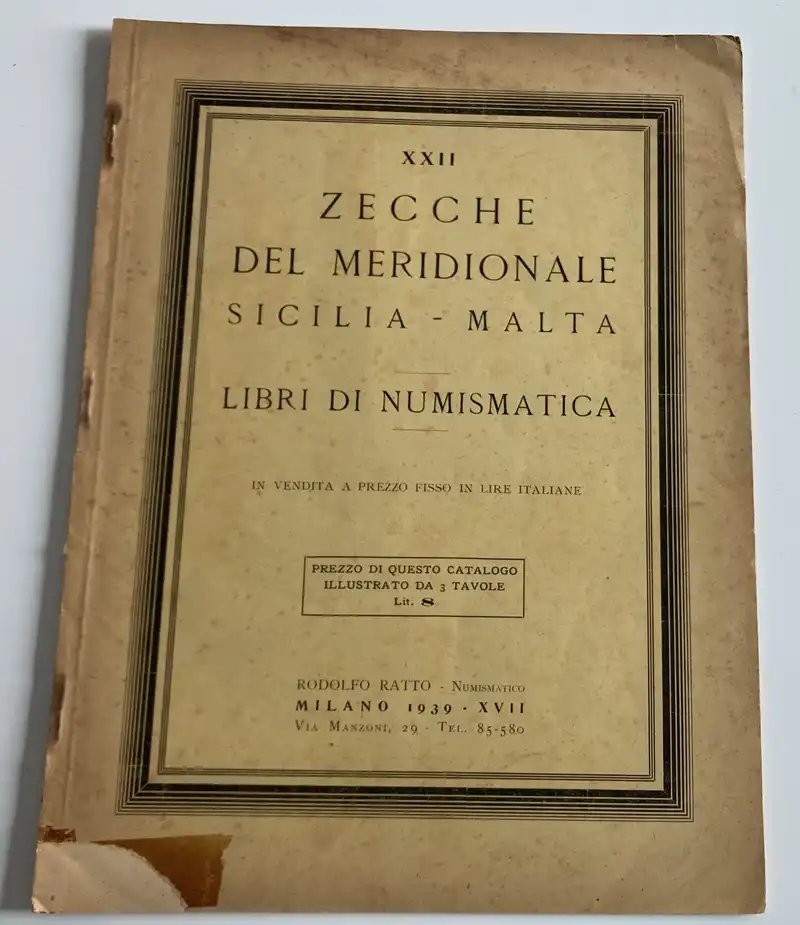 XXII
ZECCHE
DEL MERIDIONALE
SICILIA - MALTA
LIBRI DI NUMISMATICA
IN VENDITA A PREZZO FISSO IN LIRE ITALIANE
PREZZO DI QUESTO CATALOGO
ILLUSTRATO DA 3 TAVOLE
Lit. 8
RODOLFO RATTO - NUMISMATICO
MILANO 1939 - XVII
VIA MANZONI, 29 - TEL. 85-580